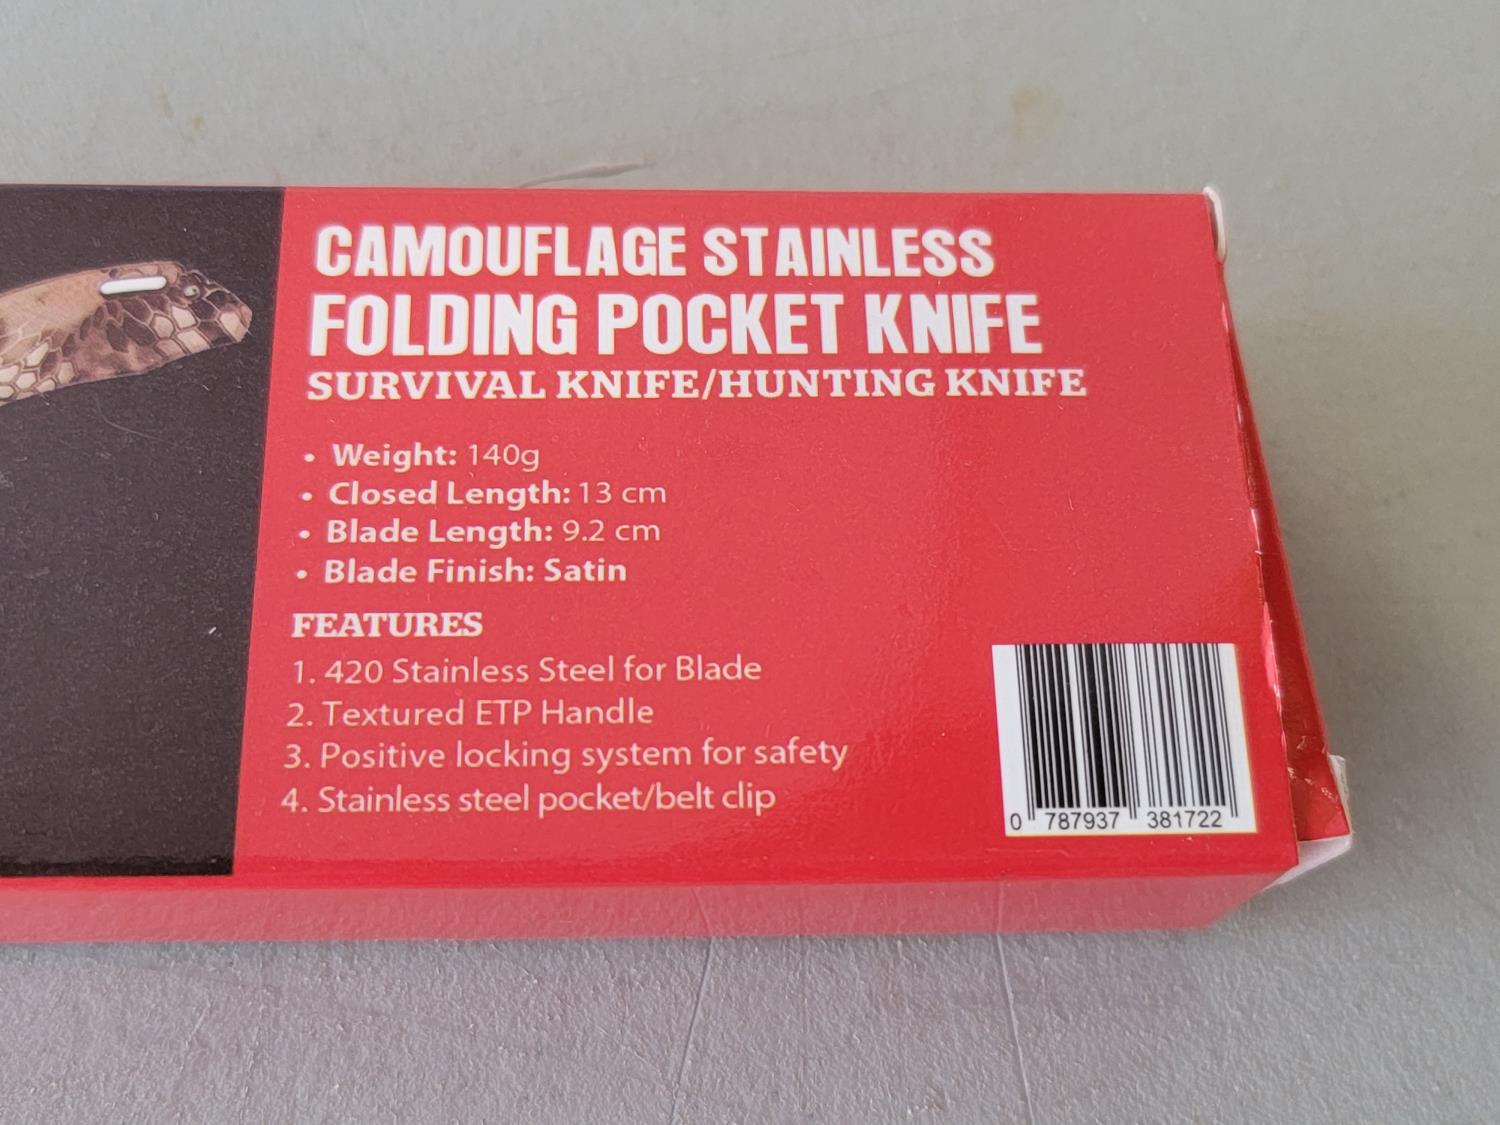 CAMOUFLAGE STAINLESS
FOLDING POCKET KNIFE
SURVIVAL KNIFE/HUNTING KNIFE
• Weight: 140g
• Closed Length: 13 cm
• Blade Length: 9.2 cm
• Blade Finish: Satin
FEATURES
1. 420 Stainless Steel for Blade
2. Textured ETP Handle
3. Positive locking system for safety
4. Stainless steel pocket/belt clip
0 787937 381722